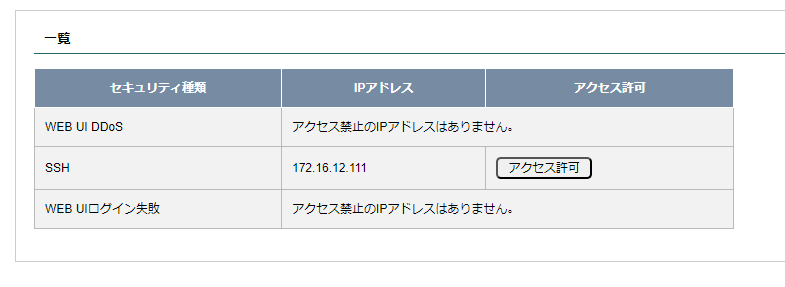 一覧
セキュリティ種類 IPアドレス アクセス許可
WEB UI DDoS アクセス禁止のIPアドレスはありません。
SSH 172.16.12.111 アクセス許可
WEB UIログイン失敗 アクセス禁止のIPアドレスはありません。